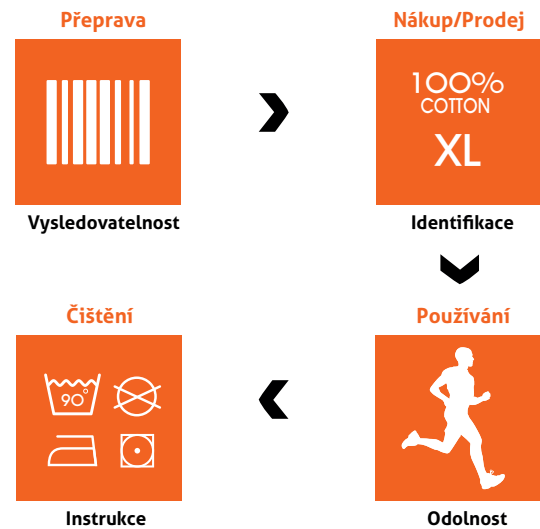 Přeprava
Nákup/Prodej
100%
COTTON
XL
Vysledovatelnost
Identifikace
Čištění
Používání
90°
Instrukce
Odolnost